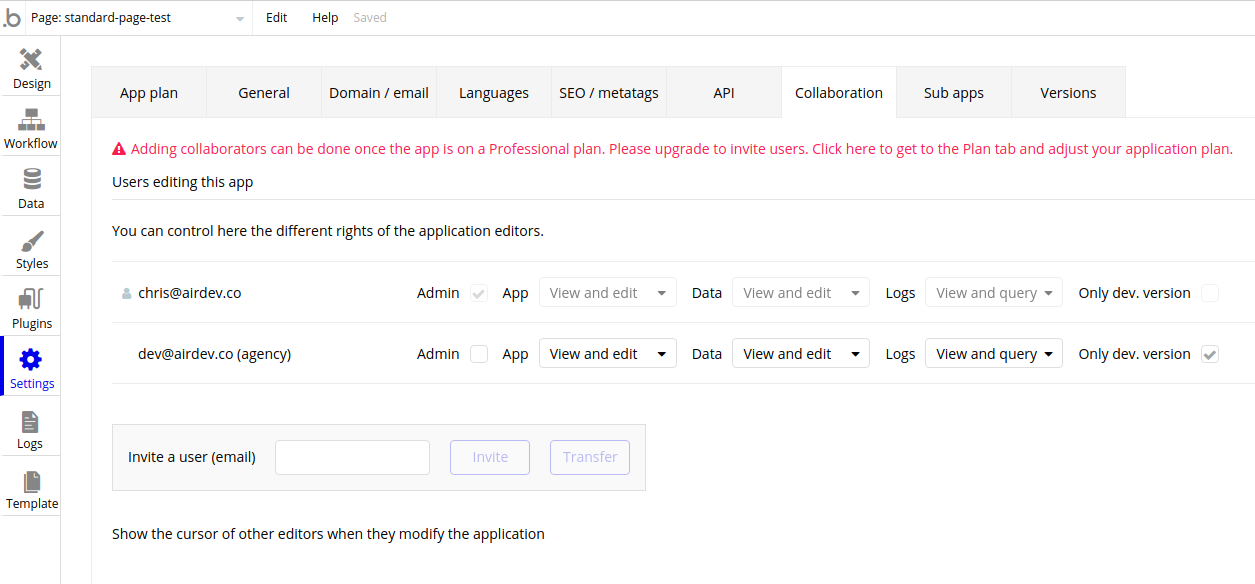 .b Page: standard-page-test Edit Help Saved
Design
Workflow
Data
Styles
Plugins
Settings
Logs
Template
App plan General Domain / email Languages SEO / metatags API Collaboration Sub apps Versions
Adding collaborators can be done once the app is on a Professional plan. Please upgrade to invite users. Click here to get to the Plan tab and adjust your application plan.
Users editing this app
You can control here the different rights of the application editors.
chris@airdev.co Admin App View and edit Data View and edit Logs View and query Only dev. version
dev@airdev.co (agency) Admin App View and edit Data View and edit Logs View and query Only dev. version
Invite a user (email) Invite Transfer
Show the cursor of other editors when they modify the application